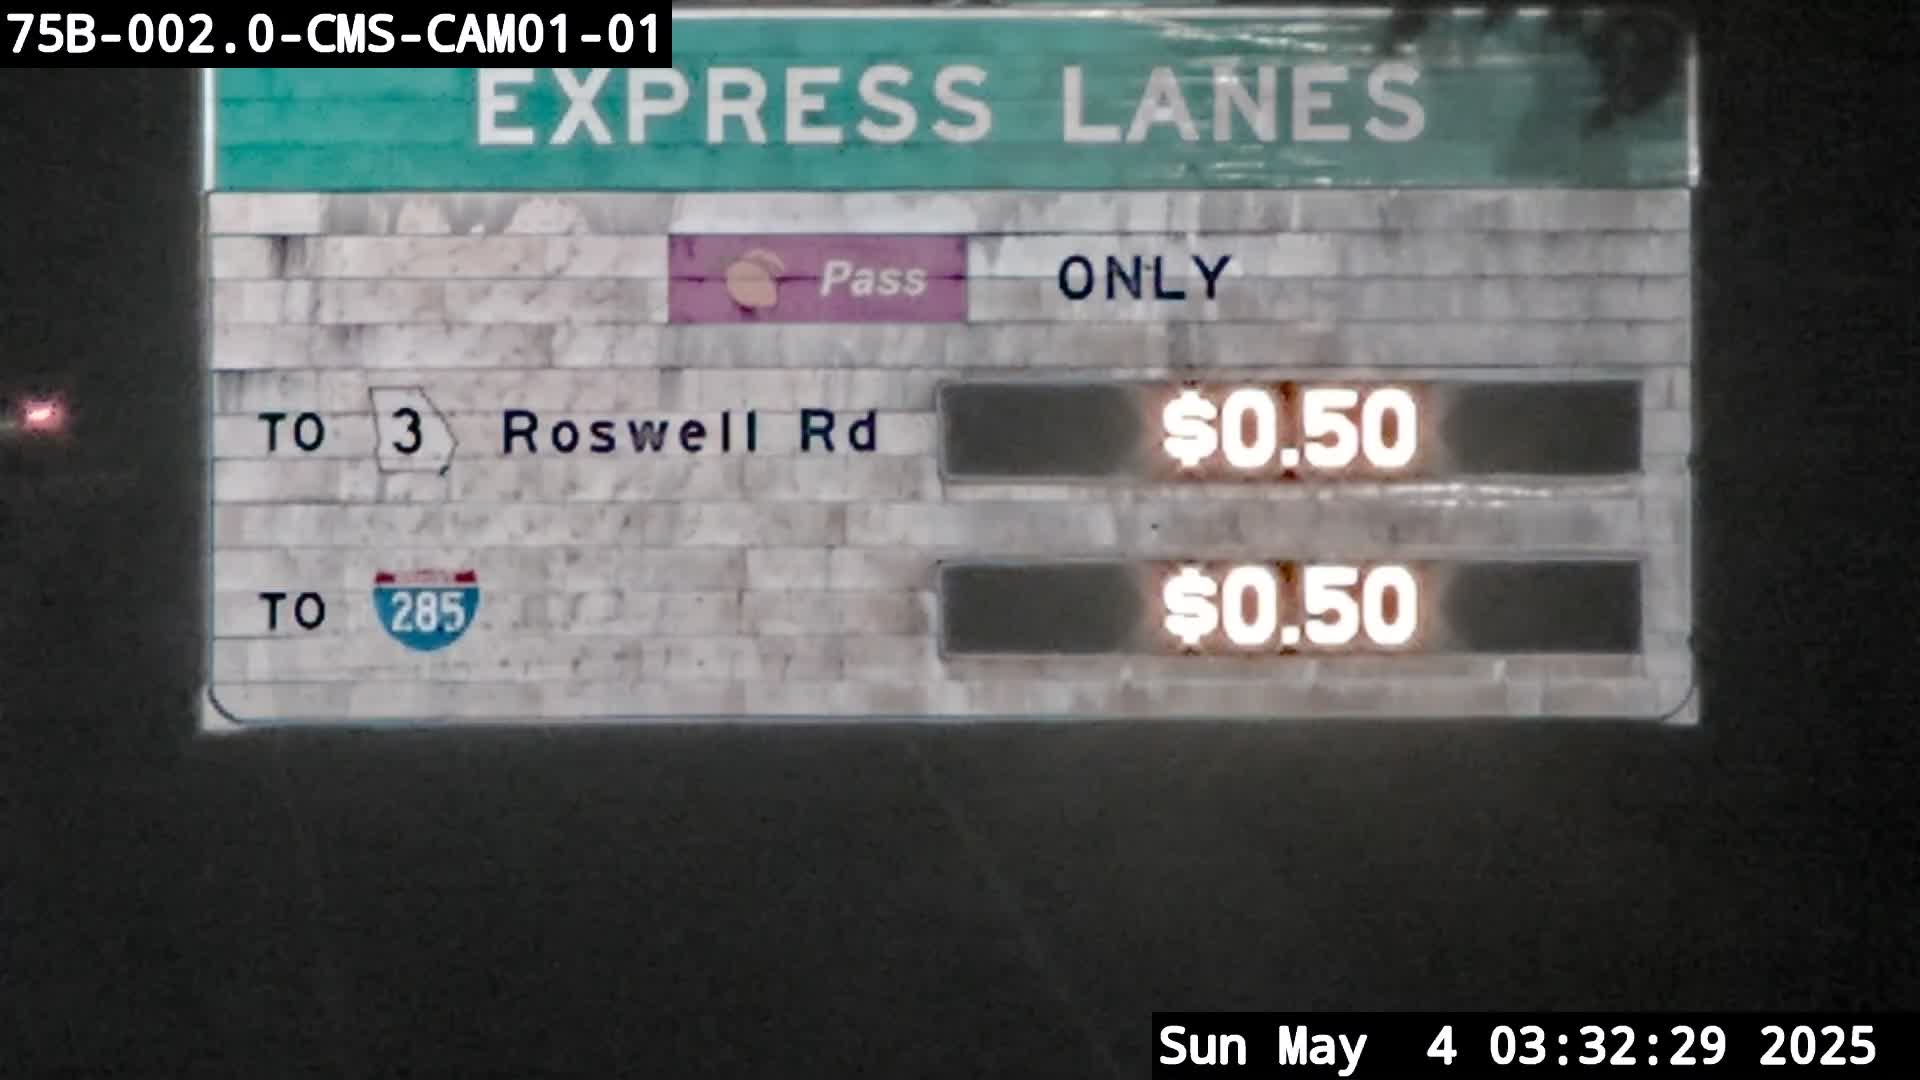 75B-002.0-CMS-CAM01-01
EXPRESS LANES
Pass ONLY
TO 3 Roswell Rd $0.50
TO 285 $0.50
Sun May 4 03:32:29 2025